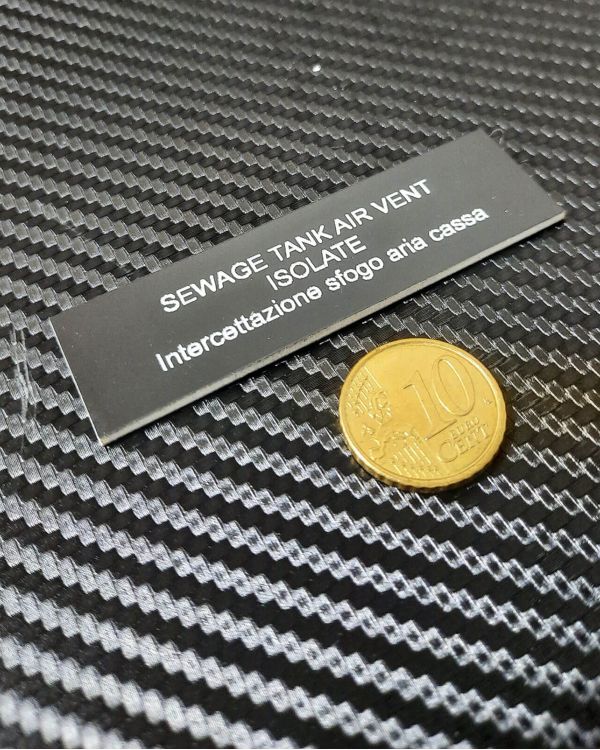 SEWAGE TANK AIR VENT
ISOLATE
Intercettazione sfogo aria cassa
10
EURO
CENT